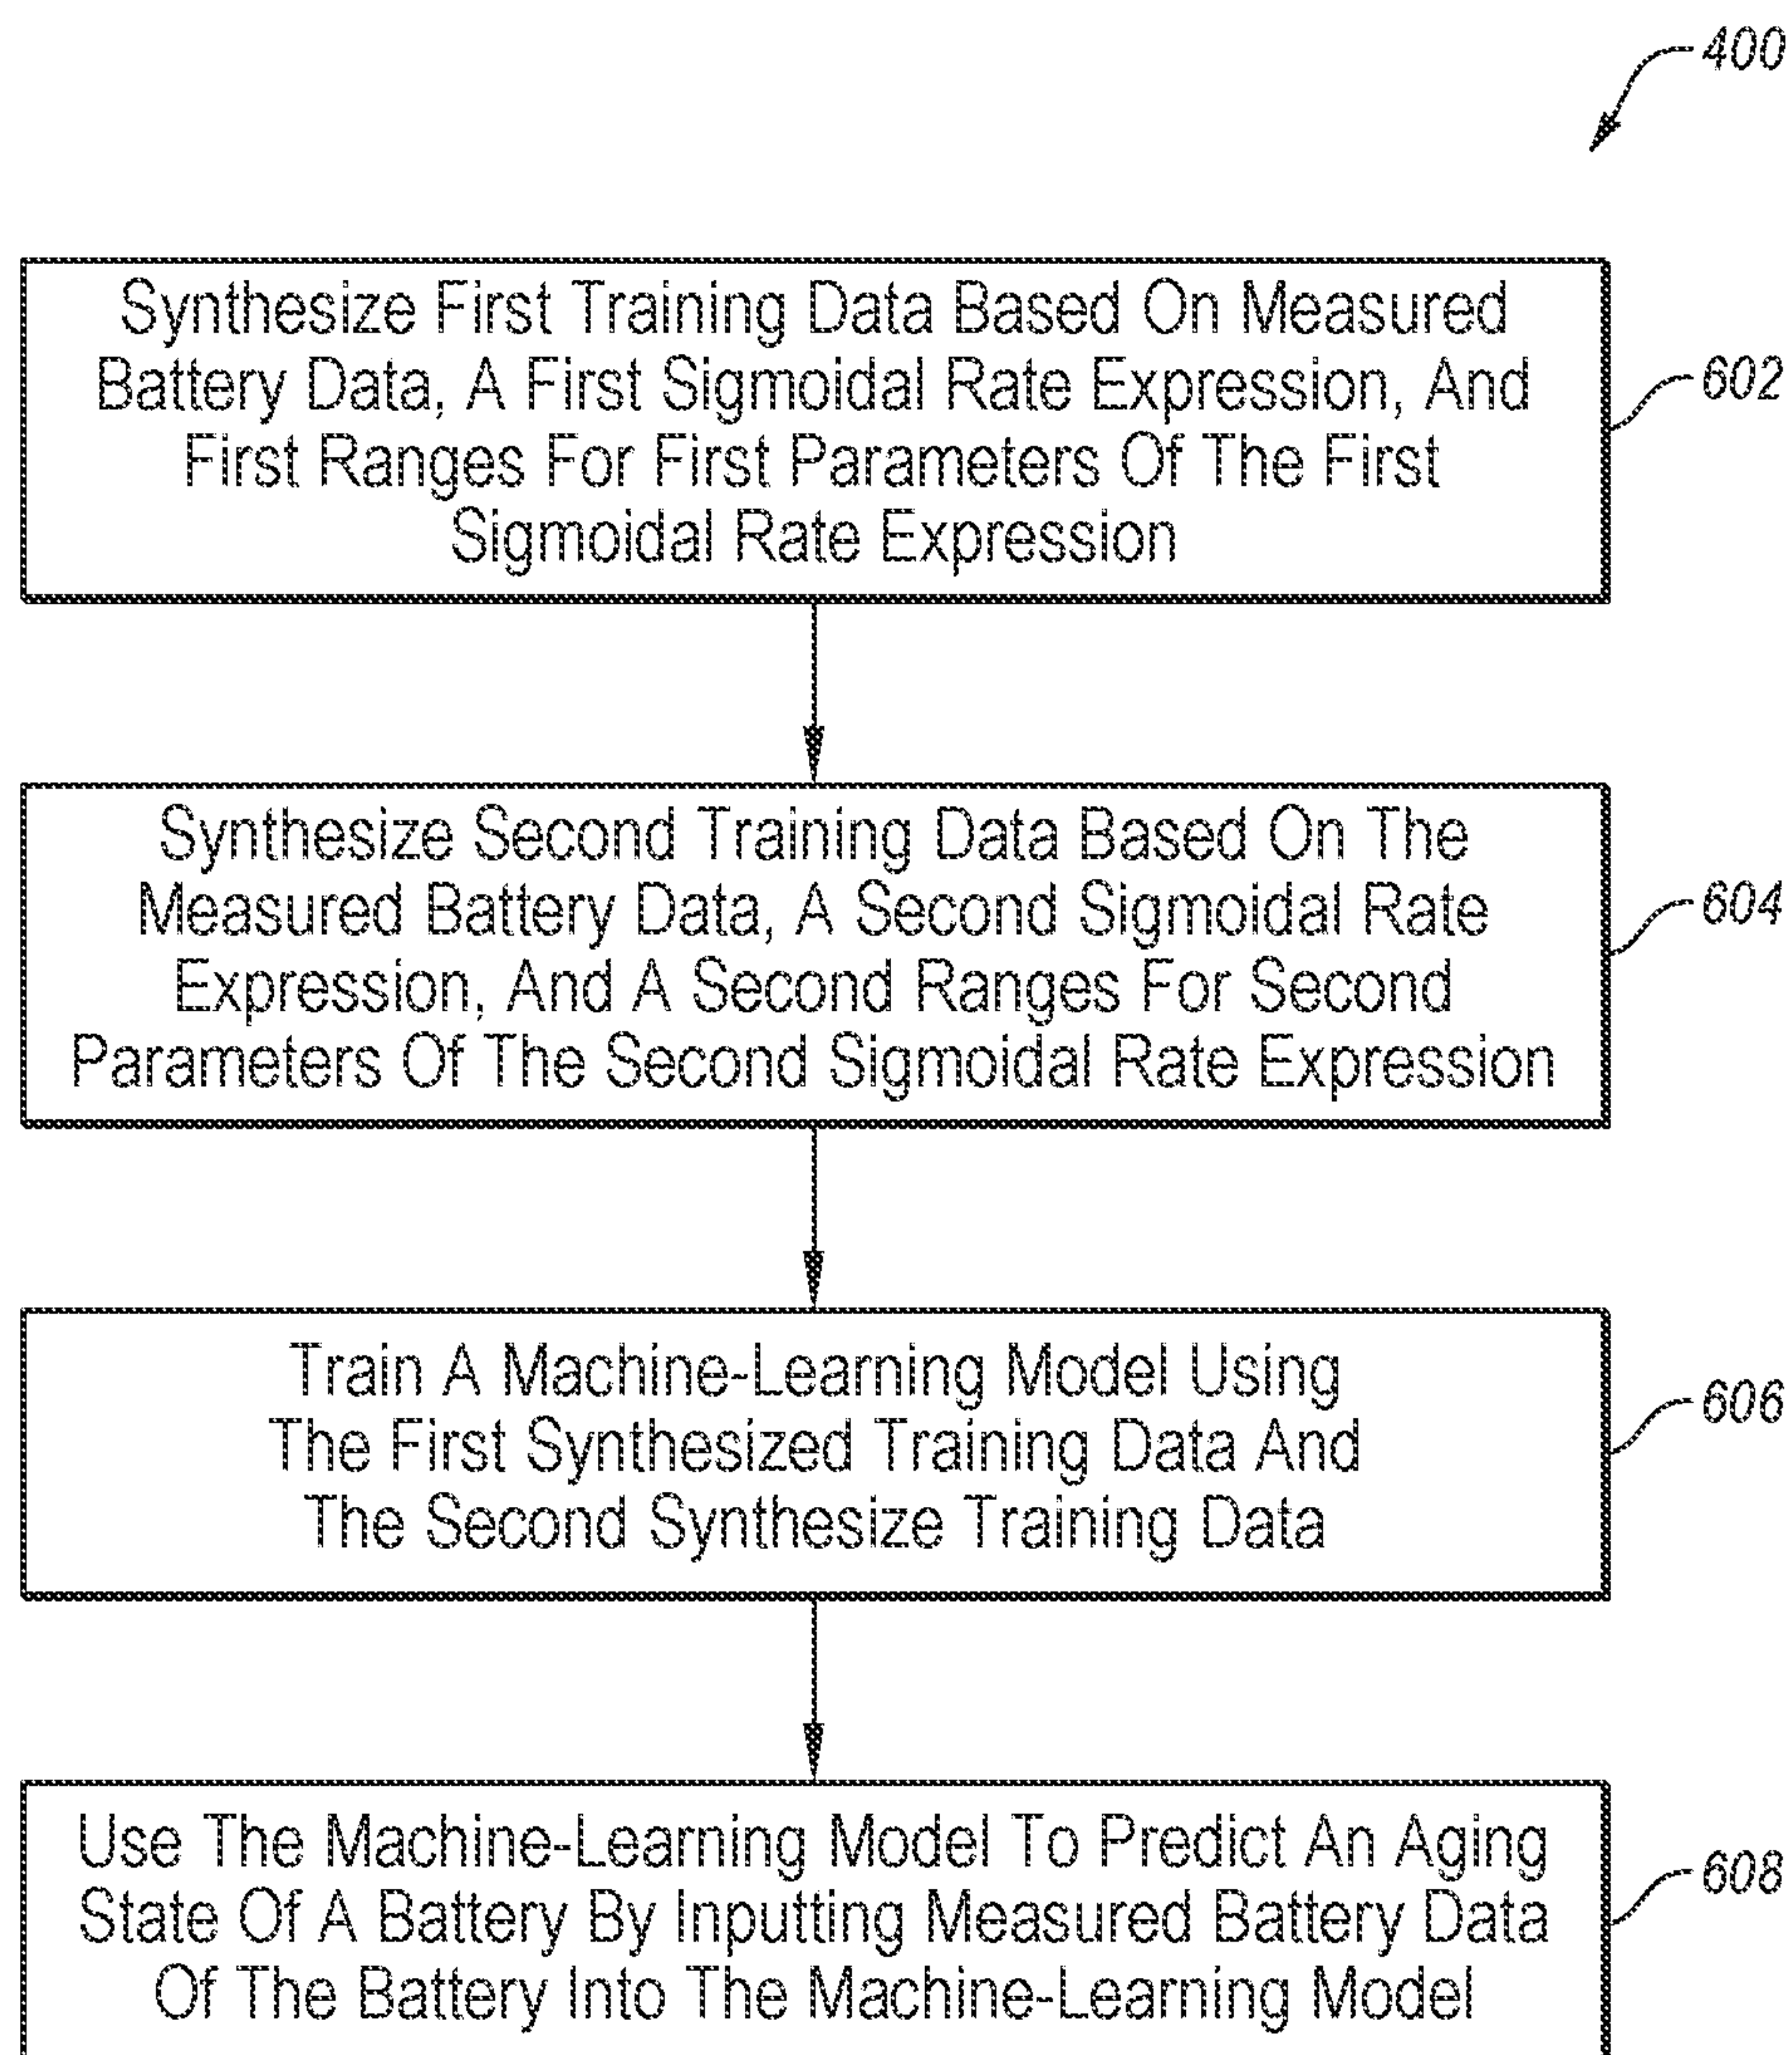 400
Synthesize First Training Data Based On Measured
Battery Data, A First Sigmoidal Rate Expression, And
First Ranges For First Parameters Of The First
Sigmoidal Rate Expression
602
Synthesize Second Training Data Based On The
Measured Battery Data, A Second Sigmoidal Rate
Expression, And A Second Ranges For Second
Parameters Of The Second Sigmoidal Rate Expression
604
Train A Machine-Learning Model Using
The First Synthesized Training Data And
The Second Synthesize Training Data
606
Use The Machine-Learning Model To Predict An Aging
State Of A Battery By Inputting Measured Battery Data
Of The Battery Into The Machine-Learning Model
608